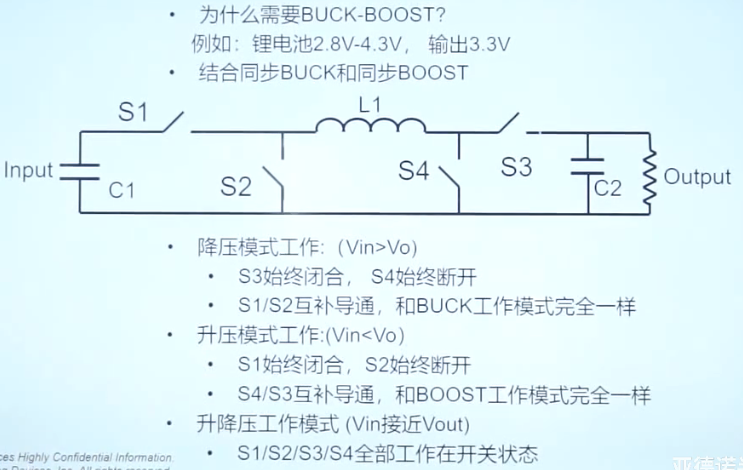 • 为什么需要BUCK-BOOST?
例如：锂电池2.8V-4.3V， 输出3.3V
• 结合同步BUCK和同步BOOST
S1
L1
S3
S4
S2
Input
C1
C2
Output
• 降压模式工作:（Vin>Vo）
• S3始终闭合， S4始终断开
• S1/S2互补导通，和BUCK工作模式完全一样
• 升压模式工作:(Vin<Vo）
• S1始终闭合，S2始终断开
• S4/S3互补导通，和BOOST工作模式完全一样
• 升降压工作模式 (Vin接近Vout)
• S1/S2/S3/S4全部工作在开关状态
ces Highly Confidential Information.
Devices, Inc. All rights reserved.
亚德诺